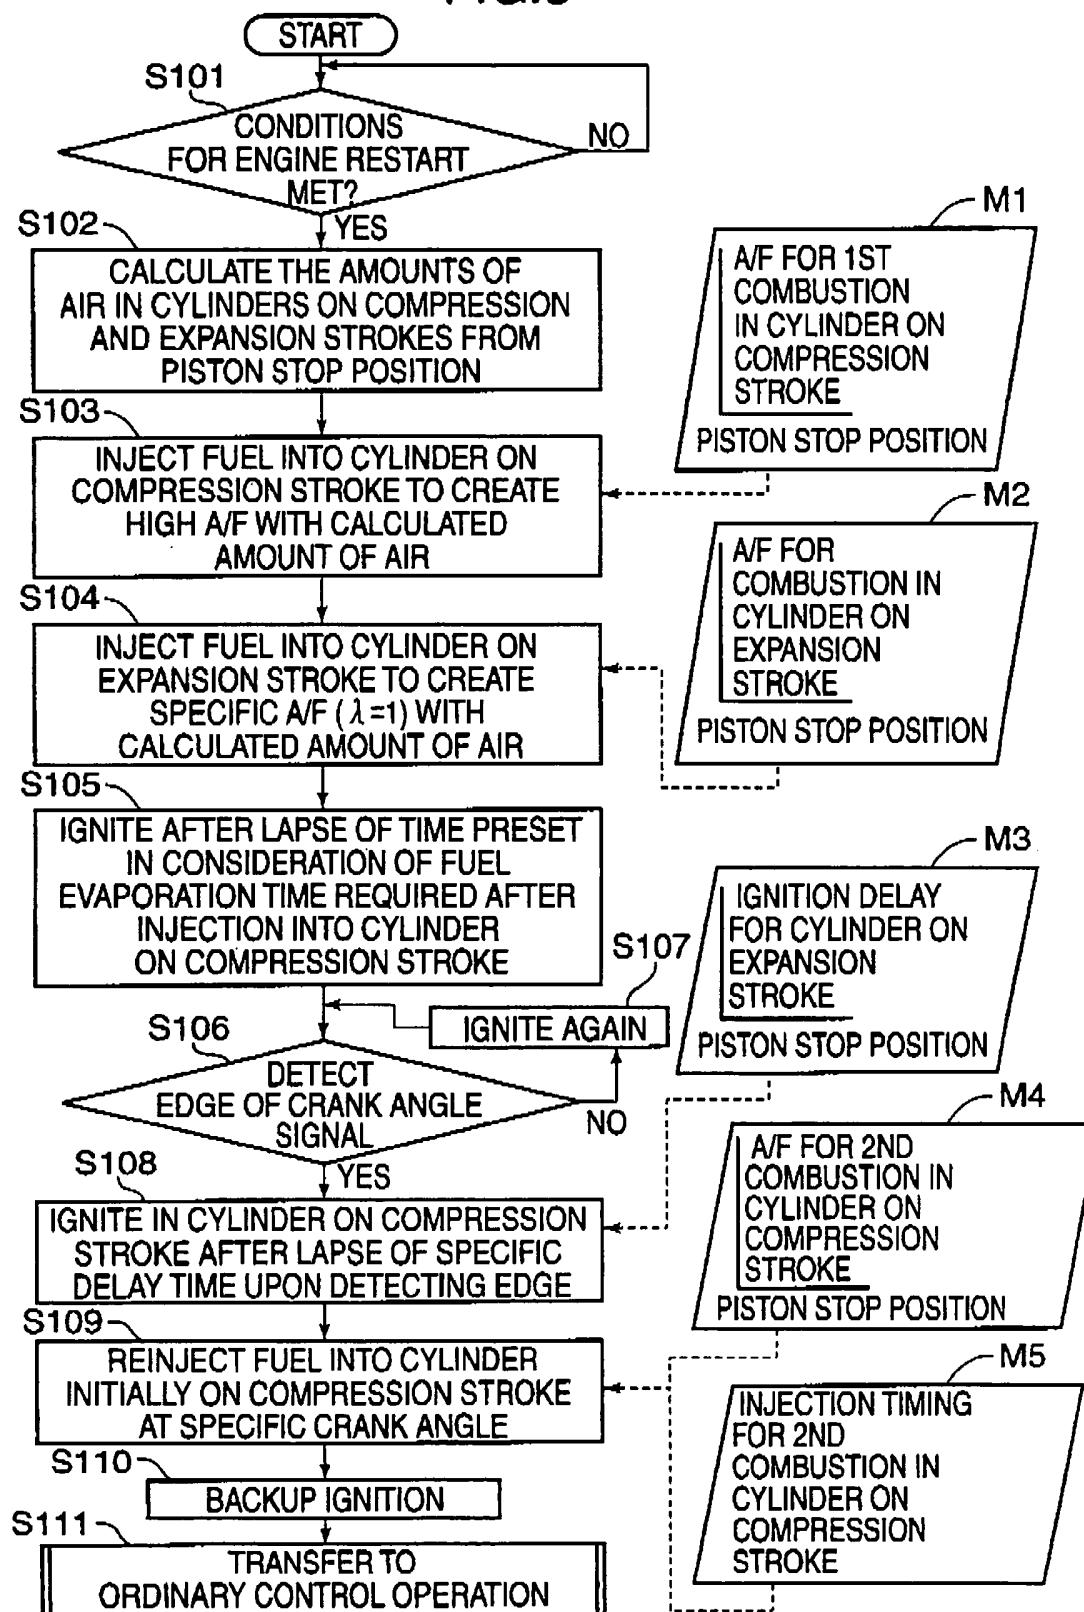 START
S101
CONDITIONS
FOR ENGINE RESTART
MET?
NO
YES
S102
CALCULATE THE AMOUNTS OF
AIR IN CYLINDERS ON COMPRESSION
AND EXPANSION STROKES FROM
PISTON STOP POSITION
M1
A/F FOR 1ST
COMBUSTION
IN CYLINDER ON
COMPRESSION
STROKE
PISTON STOP POSITION
S103
INJECT FUEL INTO CYLINDER ON
COMPRESSION STROKE TO CREATE
HIGH A/F WITH CALCULATED
AMOUNT OF AIR
M2
A/F FOR
COMBUSTION IN
CYLINDER ON
EXPANSION
STROKE
PISTON STOP POSITION
S104
INJECT FUEL INTO CYLINDER ON
EXPANSION STROKE TO CREATE
SPECIFIC A/F (λ=1) WITH
CALCULATED AMOUNT OF AIR
S105
IGNITE AFTER LAPSE OF TIME PRESET
IN CONSIDERATION OF FUEL
EVAPORATION TIME REQUIRED AFTER
INJECTION INTO CYLINDER
ON COMPRESSION STROKE
M3
IGNITION DELAY
FOR CYLINDER ON
EXPANSION
STROKE
PISTON STOP POSITION
S107
IGNITE AGAIN
S106
DETECT
EDGE OF CRANK ANGLE
SIGNAL
NO
YES
M4
A/F FOR 2ND
COMBUSTION IN
CYLINDER ON
COMPRESSION
STROKE
PISTON STOP POSITION
S108
IGNITE IN CYLINDER ON COMPRESSION
STROKE AFTER LAPSE OF SPECIFIC
DELAY TIME UPON DETECTING EDGE
S109
REINJECT FUEL INTO CYLINDER
INITIALLY ON COMPRESSION STROKE
AT SPECIFIC CRANK ANGLE
M5
INJECTION TIMING
FOR 2ND
COMBUSTION IN
CYLINDER ON
COMPRESSION
STROKE
S110
BACKUP IGNITION
S111
TRANSFER TO
ORDINARY CONTROL OPERATION